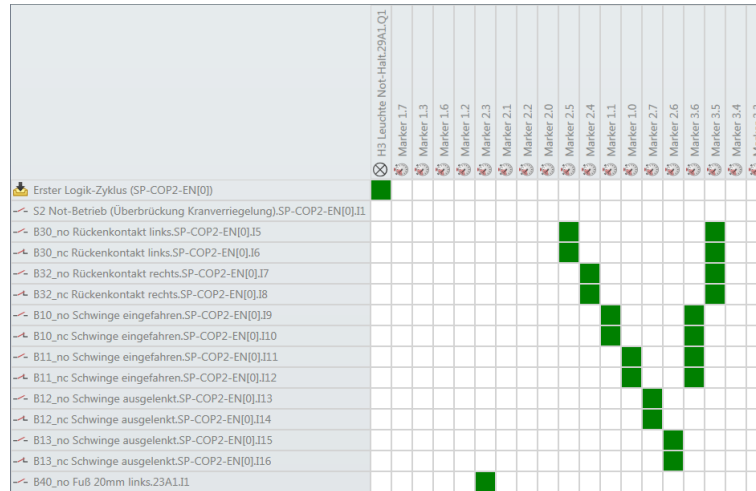 H3 Leuchte Not-Halt.29A1.Q1
Marker 1.7
Marker 1.3
Marker 1.6
Marker 1.2
Marker 2.3
Marker 2.1
Marker 2.2
Marker 2.0
Marker 2.5
Marker 2.4
Marker 1.1
Marker 1.0
Marker 2.7
Marker 2.6
Marker 3.6
Marker 3.5
Marker 3.4
Erster Logik-Zyklus (SP-COP2-EN[0])
S2 Not-Betrieb (Überbrückung Kranverriegelung).SP-COP2-EN[0].I1
B30_no Rückenkontakt links.SP-COP2-EN[0].I5
B30_nc Rückenkontakt links.SP-COP2-EN[0].I6
B32_no Rückenkontakt rechts.SP-COP2-EN[0].I7
B32_nc Rückenkontakt rechts.SP-COP2-EN[0].I8
B10_no Schwinge eingefahren.SP-COP2-EN[0].I9
B10_nc Schwinge eingefahren.SP-COP2-EN[0].I10
B11_no Schwinge eingefahren.SP-COP2-EN[0].I11
B11_nc Schwinge eingefahren.SP-COP2-EN[0].I12
B12_no Schwinge ausgelenkt.SP-COP2-EN[0].I13
B12_nc Schwinge ausgelenkt.SP-COP2-EN[0].I14
B13_no Schwinge ausgelenkt.SP-COP2-EN[0].I15
B13_nc Schwinge ausgelenkt.SP-COP2-EN[0].I16
B40_no Fuß 20mm links.23A1.I1